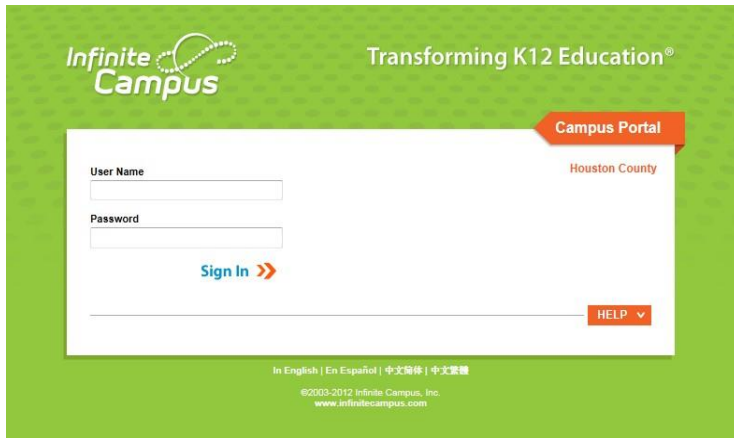 Infinite
Campus
Transforming K12 Education®
Campus Portal
Houston County
User Name
Password
Sign In
HELP
In English | En Español | 中文简体 | 中文繁體
©2003-2012 Infinite Campus, Inc.
www.infinitecampus.com